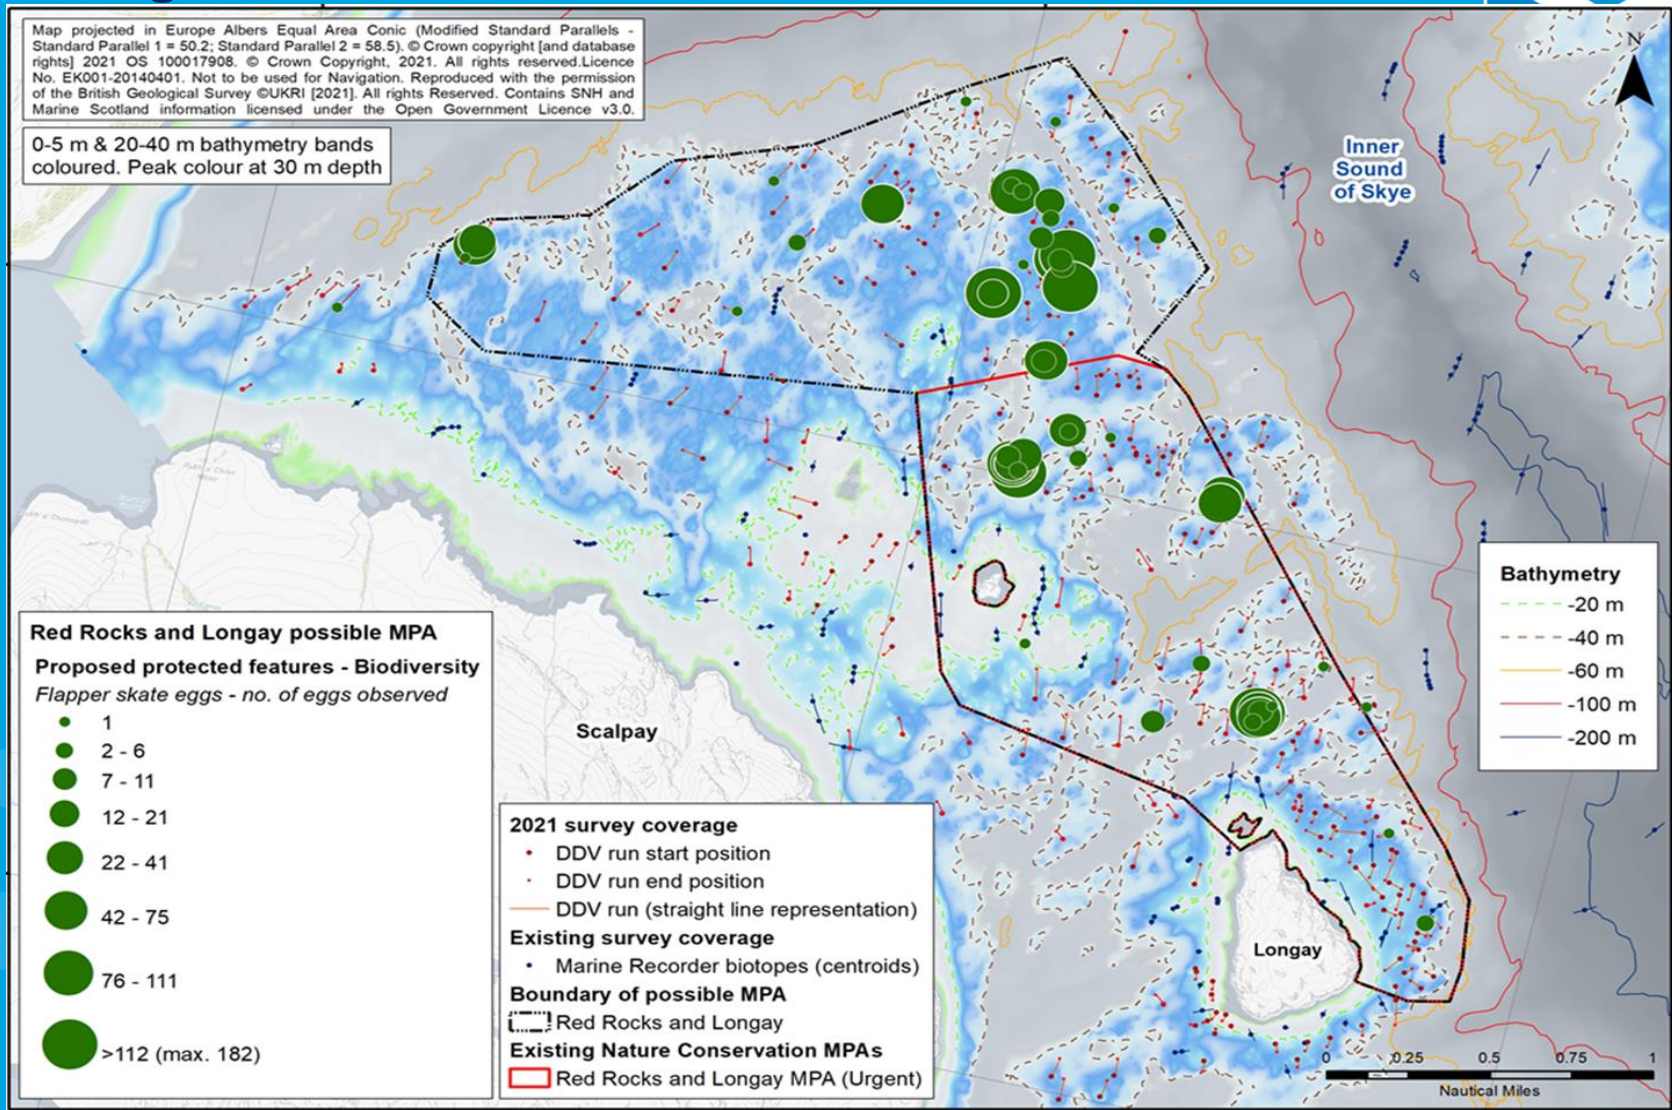 Map projected in Europe Albers Equal Area Conic (Modified Standard Parallels -
Standard Parallel 1 = 50.2; Standard Parallel 2 = 58.5). © Crown copyright [and database
rights] 2021 OS 100017908. © Crown Copyright, 2021. All rights reserved.Licence
No. EK001-20140401. Not to be used for Navigation. Reproduced with the permission
of the British Geological Survey ©UKRI [2021]. All rights Reserved. Contains SNH and
Marine Scotland information licensed under the Open Government Licence v3.0.
0-5 m & 20-40 m bathymetry bands
coloured. Peak colour at 30 m depth
N
Inner
Sound
of Skye
Bathymetry
-20 m
-40 m
-60 m
-100 m
-200 m
Scalpay
Longay
Red Rocks and Longay possible MPA
Proposed protected features - Biodiversity
Flapper skate eggs - no. of eggs observed
1
2 - 6
7 - 11
12 - 21
22 - 41
42 - 75
76 - 111
>112 (max. 182)
2021 survey coverage
DDV run start position
DDV run end position
DDV run (straight line representation)
Existing survey coverage
Marine Recorder biotopes (centroids)
Boundary of possible MPA
Red Rocks and Longay
Existing Nature Conservation MPAs
Red Rocks and Longay MPA (Urgent)
0 0.25 0.5 0.75 1
Nautical Miles